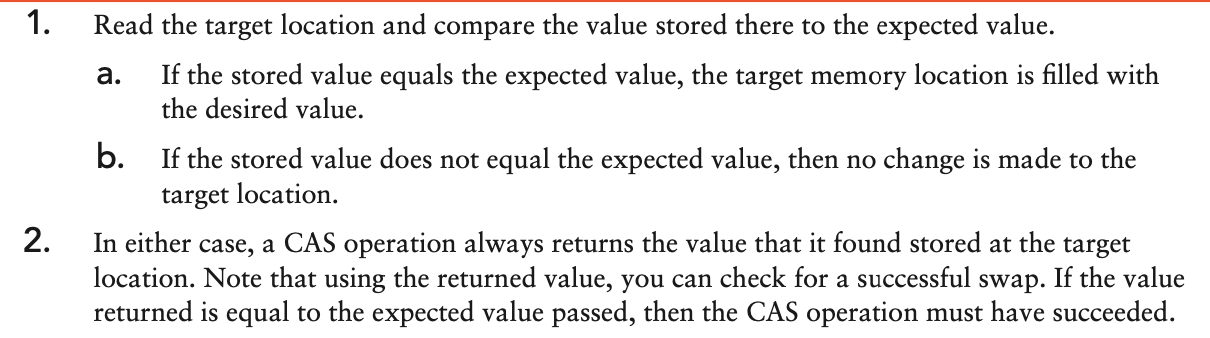 1. Read the target location and compare the value stored there to the expected value.
a. If the stored value equals the expected value, the target memory location is filled with
the desired value.
b. If the stored value does not equal the expected value, then no change is made to the
target location.
2. In either case, a CAS operation always returns the value that it found stored at the target
location. Note that using the returned value, you can check for a successful swap. If the value
returned is equal to the expected value passed, then the CAS operation must have succeeded.